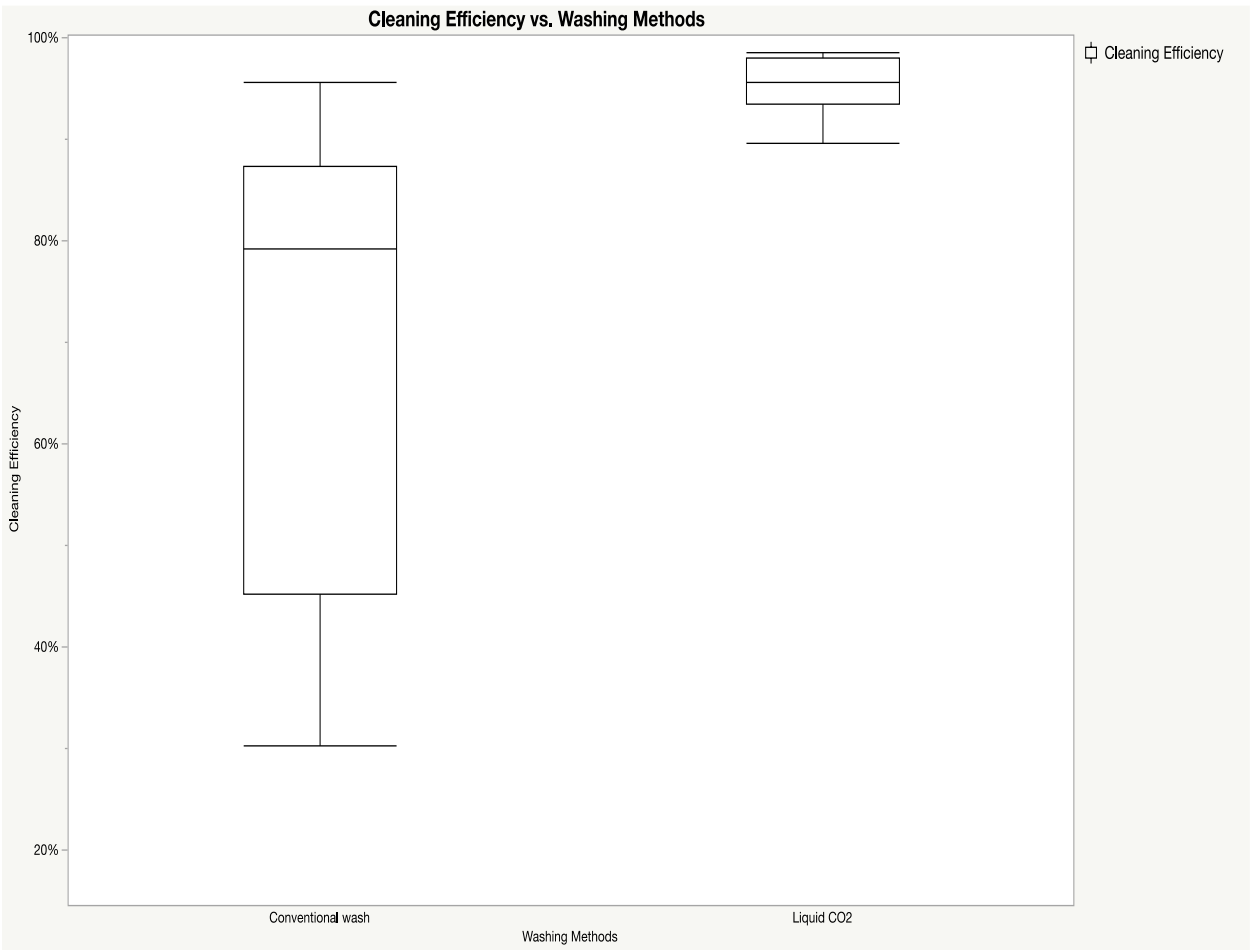 Cleaning Efficiency vs. Washing Methods
100%
Cleaning Efficiency
80%
60%
Cleaning Efficiency
40%
20%
Conventional wash
Liquid CO2
Washing Methods